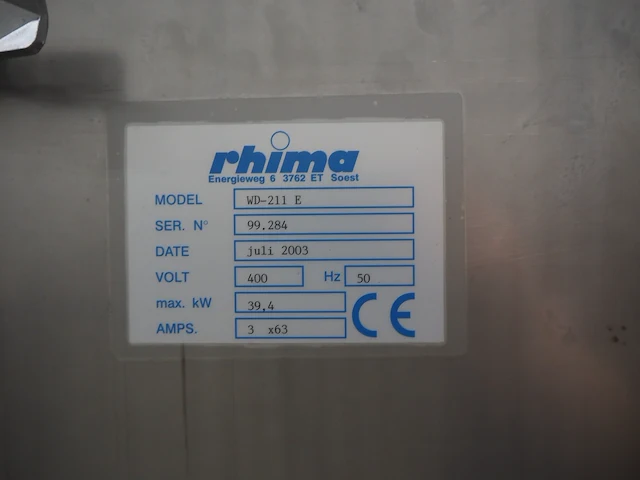 rhima
Energieweg 6 3762 ET Soest
MODEL WD-211 E
SER. N° 99.284
DATE juli 2003
VOLT 400 Hz 50
max. kW 39,4
AMPS. 3 x63
CE